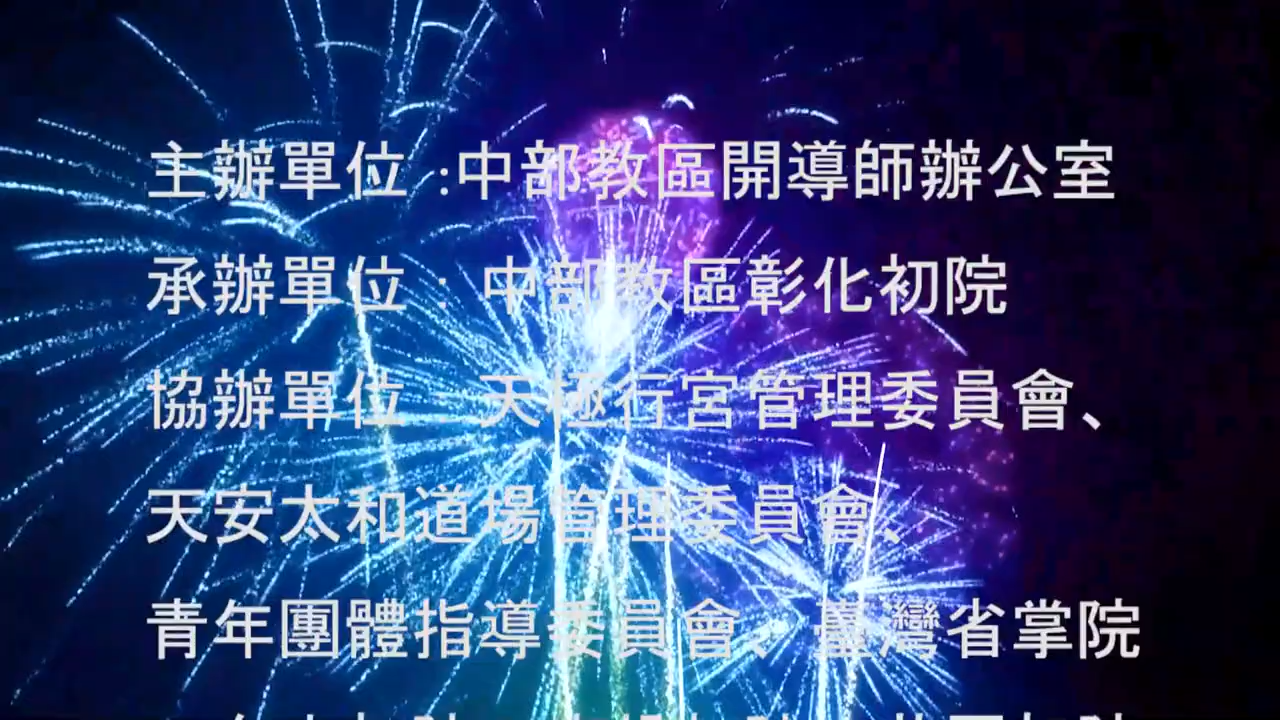 主辦單位 :中部教區開導師辦公室
承辦單位 : 中部教區彰化初院
協辦單位 : 天極行宮管理委員會、
天安太和道場管理委員會、
青年團體指導委員會、臺灣省掌院